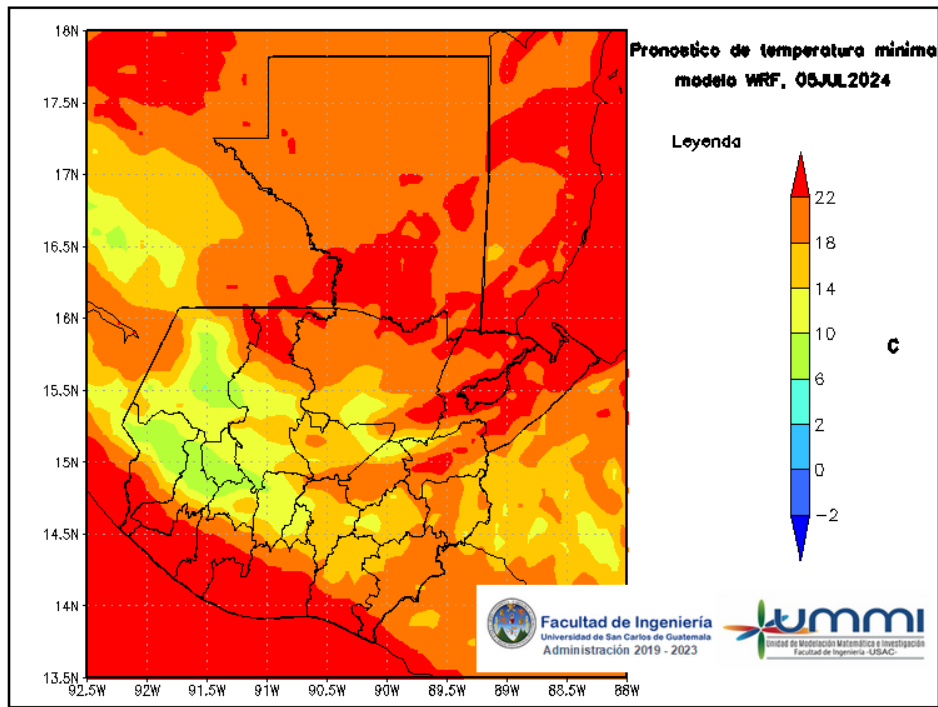 Pronostico de temperatura minima
modelo WRF, 05JUL2024
Leyenda
22
18
14
10
6
2
0
-2
C
18N
17.5N
17N
16.5N
16N
15.5N
15N
14.5N
14N
13.5N
92.5W
92W
91.5W
91W
90.5W
90W
89.5W
89W
88.5W
88W
Facultad de Ingeniería
Universidad de San Carlos de Guatemala
Administración 2019 - 2023
UMMI
Unidad de Modelación Matemática e Investigación
Facultad de Ingeniería -USAC-